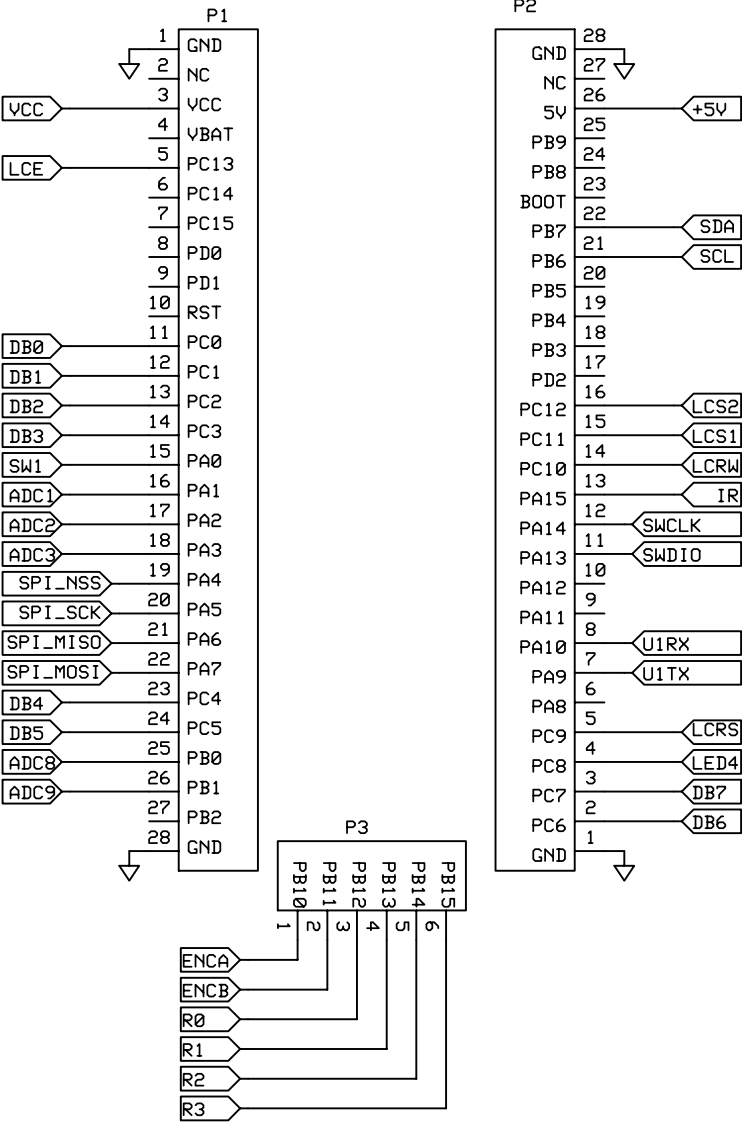 P1
1 GND
2 NC
VCC 3 VCC
4 VBAT
LCE 5 PC13
6 PC14
7 PC15
8 PD0
9 PD1
10 RST
DB0 11 PC0
DB1 12 PC1
DB2 13 PC2
DB3 14 PC3
SW1 15 PA0
ADC1 16 PA1
ADC2 17 PA2
ADC3 18 PA3
SPI_NSS 19 PA4
SPI_SCK 20 PA5
SPI_MISO 21 PA6
SPI_MOSI 22 PA7
DB4 23 PC4
DB5 24 PC5
ADC8 25 PB0
ADC9 26 PB1
27 PB2
28 GND
P2
GND 28
NC 27
5V 26 +5V
PB9 25
PB8 24
BOOT 23
PB7 22 SDA
PB6 21 SCL
PB5 20
PB4 19
PB3 18
PD2 17
PC12 16 LCS2
PC11 15 LCS1
PC10 14 LCRW
PA15 13 IR
PA14 12 SWCLK
PA13 11 SWDIO
PA12 10
PA11 9
PA10 8 U1RX
PA9 7 U1TX
PA8 6
PC9 5 LCRS
PC8 4 LED4
PC7 3 DB7
PC6 2 DB6
GND 1
P3
PB10 PB11 PB12 PB13 PB14 PB15
1 2 3 4 5 6
ENCA
ENCB
R0
R1
R2
R3